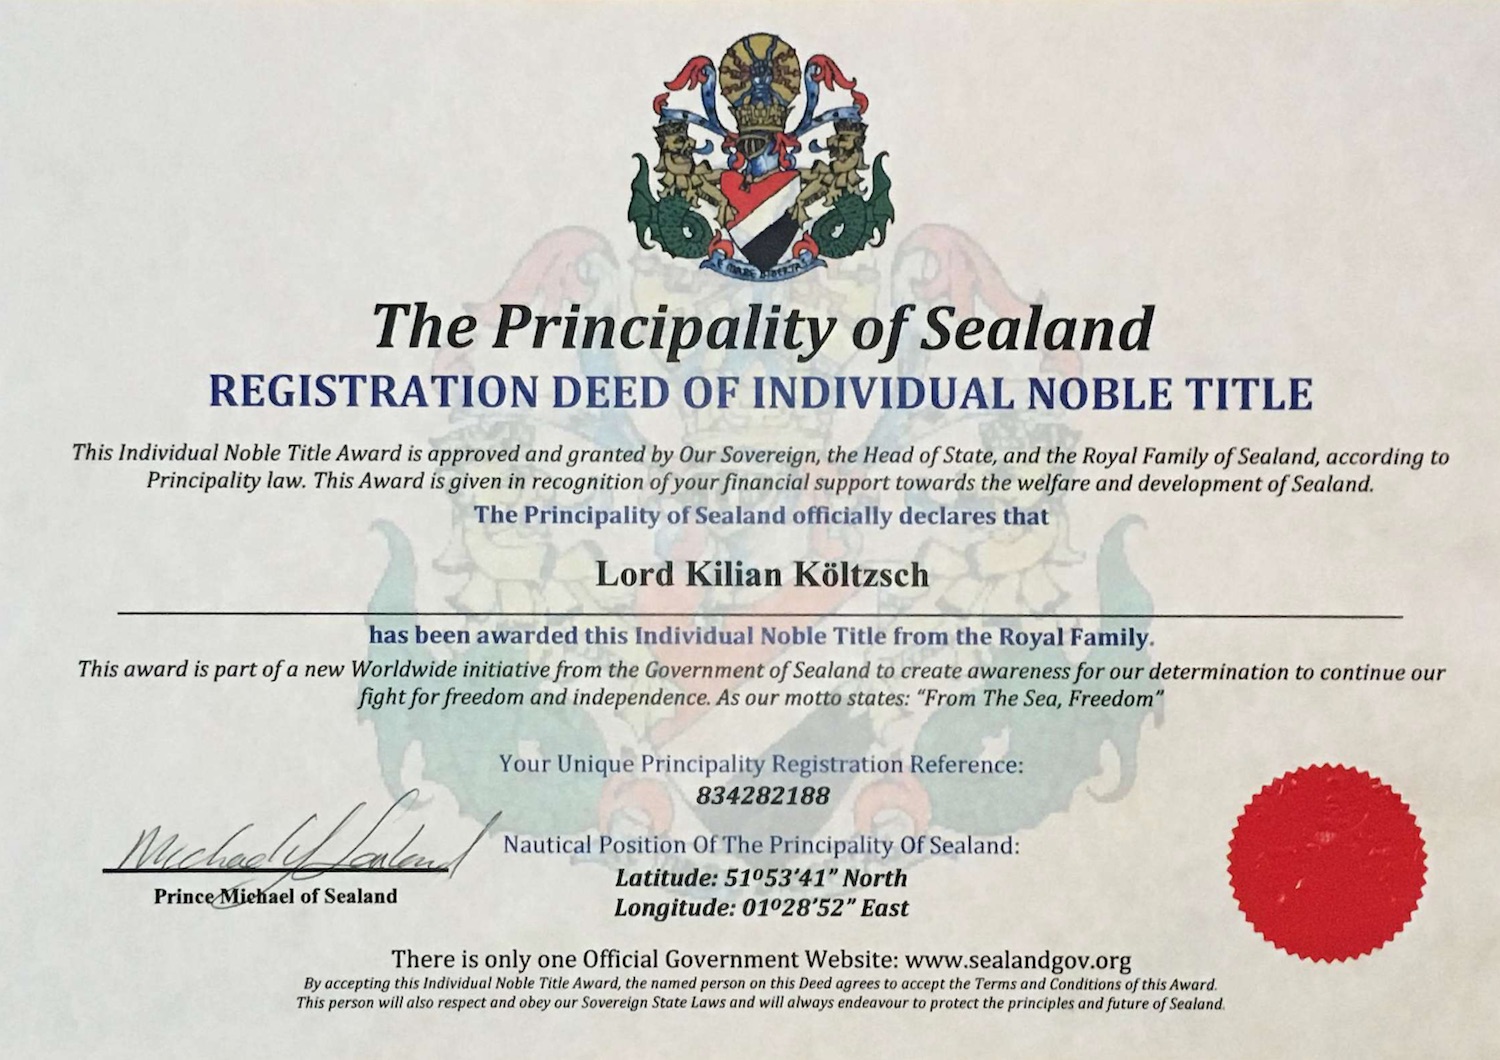 E MARE LIBERTAS
The Principality of Sealand
REGISTRATION DEED OF INDIVIDUAL NOBLE TITLE
This Individual Noble Title Award is approved and granted by Our Sovereign, the Head of State, and the Royal Family of Sealand, according to
Principality law. This Award is given in recognition of your financial support towards the welfare and development of Sealand.
The Principality of Sealand officially declares that
Lord Kilian Költzsch
has been awarded this Individual Noble Title from the Royal Family.
This award is part of a new Worldwide initiative from the Government of Sealand to create awareness for our determination to continue our
fight for freedom and independence. As our motto states: “From The Sea, Freedom”
Your Unique Principality Registration Reference:
834282188
Michael of Sealand
Prince Michael of Sealand
Nautical Position Of The Principality Of Sealand:
Latitude: 51º53’41” North
Longitude: 01º28’52” East
There is only one Official Government Website: www.sealandgov.org
By accepting this Individual Noble Title Award, the named person on this Deed agrees to accept the Terms and Conditions of this Award.
This person will also respect and obey our Sovereign State Laws and will always endeavour to protect the principles and future of Sealand.